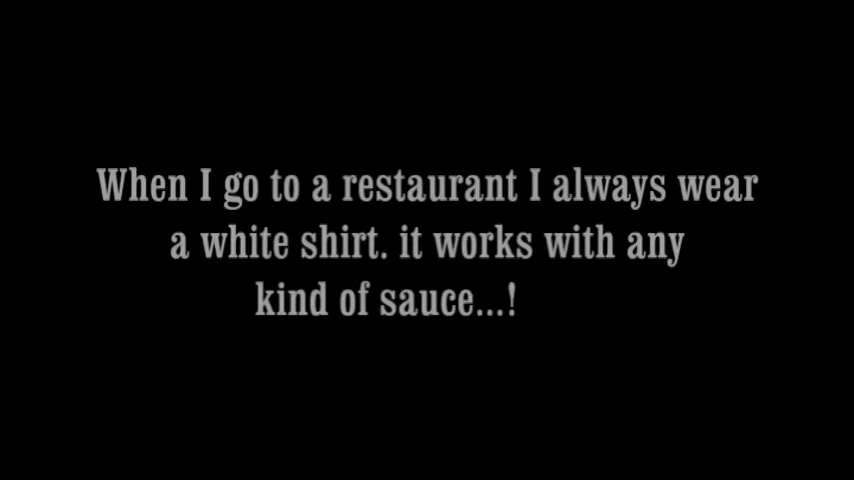 When I go to a restaurant I always wear
a white shirt. it works with any
kind of sauce...!